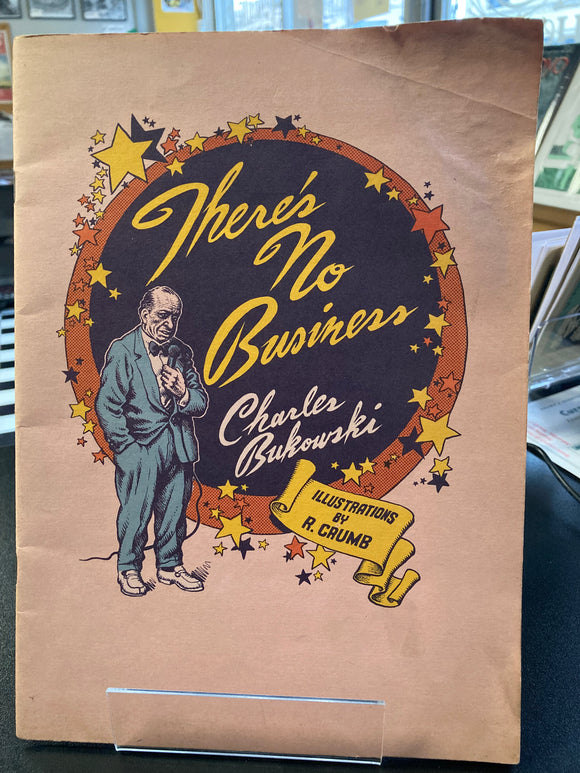 There's
No
Business
Charles
Bukowski
ILLUSTRATIONS
BY
R. CRUMB